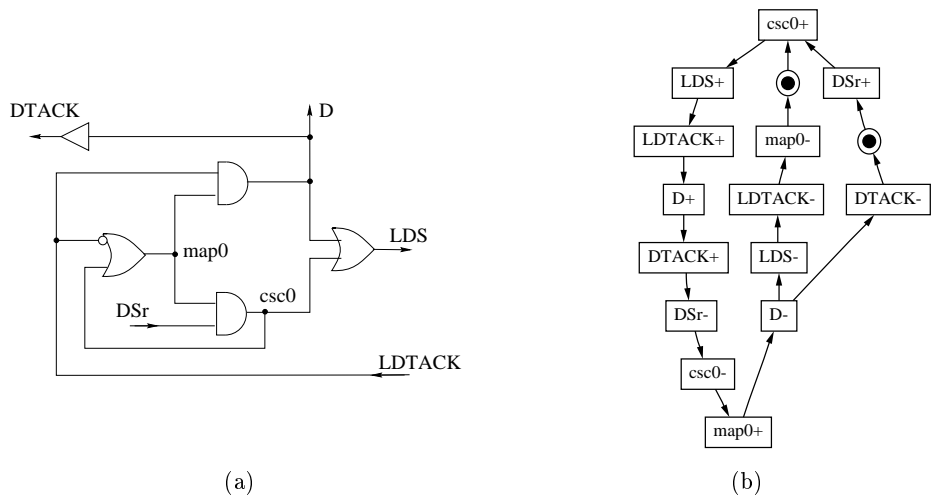 DTACK
D
map0
LDS
DSr
csc0
LDTACK
(a)
csc0+
LDS+
DSr+
LDTACK+
map0-
D+
LDTACK-
DTACK-
DTACK+
LDS-
DSr-
D-
csc0-
map0+
(b)